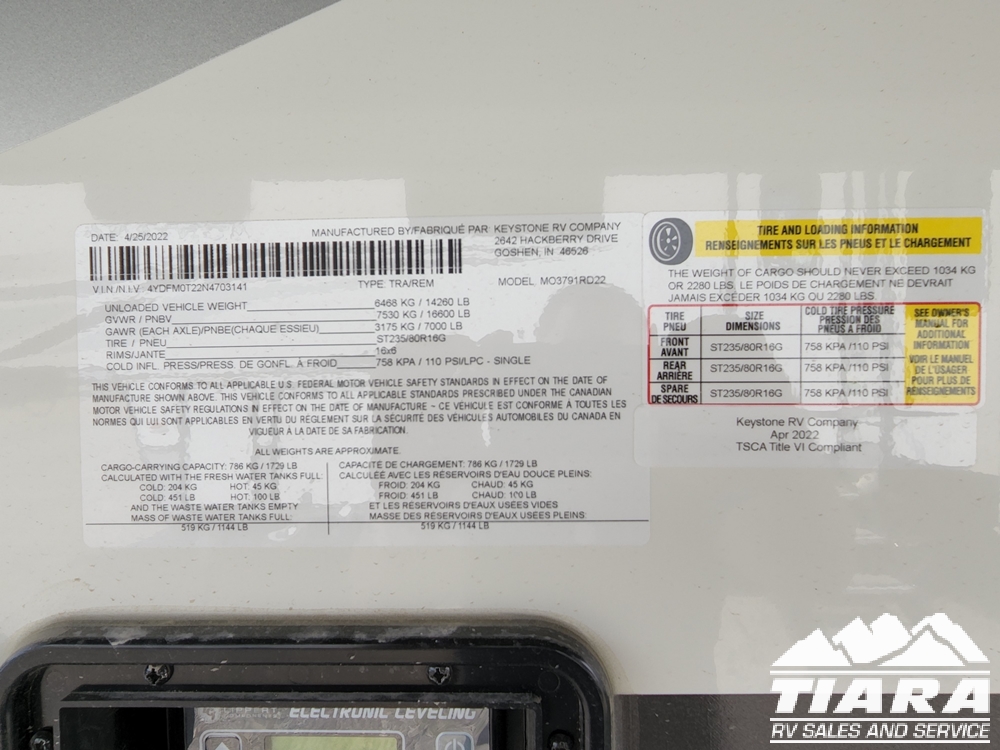 DATE: 4/25/2022
MANUFACTURED BY/FABRIQUÉ PAR KEYSTONE RV COMPANY
2642 HACKBERRY DRIVE
GOSHEN, IN 46526
V.I.N./N.I.V. 4YDFM0T22N4703141
TYPE: TRA/REM
MODEL: MO3791RD22
UNLOADED VEHICLE WEIGHT 6468 KG / 14260 LB
GVWR / PNBV 7530 KG / 16600 LB
GAWR (EACH AXLE)/PNBE(CHAQUE ESSIEU) 3175 KG / 7000 LB
TIRE / PNEU ST235/80R16G
RIMS/JANTE 16x6
COLD INFL. PRESS/PRESS. DE GONFL. À FROID 758 KPA / 110 PSI/LPC - SINGLE
THIS VEHICLE CONFORMS TO ALL APPLICABLE U.S. FEDERAL MOTOR VEHICLE SAFETY STANDARDS IN EFFECT ON THE DATE OF
MANUFACTURE SHOWN ABOVE. THIS VEHICLE CONFORMS TO ALL APPLICABLE STANDARDS PRESCRIBED UNDER THE CANADIAN
MOTOR VEHICLE SAFETY REGULATIONS IN EFFECT ON THE DATE OF MANUFACTURE ~ CE VÉHICULE EST CONFORME À TOUTES LES
NORMES QUI LUI SONT APPLICABLES EN VERTU DU RÈGLEMENT SUR LA SÉCURITÉ DES VÉHICULES AUTOMOBILES DU CANADA EN
VIGUEUR À LA DATE DE SA FABRICATION.
ALL WEIGHTS ARE APPROXIMATE.
CARGO-CARRYING CAPACITY: 786 KG / 1729 LB
CALCULATED WITH THE FRESH WATER TANKS FULL:
COLD: 204 KG HOT: 45 KG
COLD: 451 LB HOT: 100 LB
AND THE WASTE WATER TANKS EMPTY
MASS OF WASTE WATER TANKS FULL:
519 KG / 1144 LB
CAPACITÉ DE CHARGEMENT: 786 KG / 1729 LB
CALCULÉE AVEC LES RÉSERVOIRS D'EAU DOUCE PLEINS:
FROID: 204 KG CHAUD: 45 KG
FROID: 451 LB CHAUD: 100 LB
ET LES RÉSERVOIRS D'EAUX USÉES VIDES
MASSE DES RÉSERVOIRS D'EAUX USÉES PLEINS:
519 KG / 1144 LB
TIRE AND LOADING INFORMATION
RENSEIGNEMENTS SUR LES PNEUS ET LE CHARGEMENT
THE WEIGHT OF CARGO SHOULD NEVER EXCEED 1034 KG
OR 2280 LBS. LE POIDS DE CHARGEMENT NE DEVRAIT
JAMAIS EXCÉDER 1034 KG OU 2280 LBS.
TIRE PNEU SIZE DIMENSIONS COLD TIRE PRESSURE PRESSION DES PNEUS A FROID
FRONT AVANT ST235/80R16G 758 KPA /110 PSI
REAR ARRIÈRE ST235/80R16G 758 KPA /110 PSI
SPARE DE SECOURS ST235/80R16G 758 KPA /110 PSI
SEE OWNER'S
MANUAL FOR
ADDITIONAL
INFORMATION
VOIR LE MANUEL
DE L'USAGER
POUR PLUS DE
RENSEIGNEMENTS
Keystone RV Company
Apr 2022
TSCA Title VI Compliant
ELECTRONIC LEVELING
TIARA
RV SALES AND SERVICE